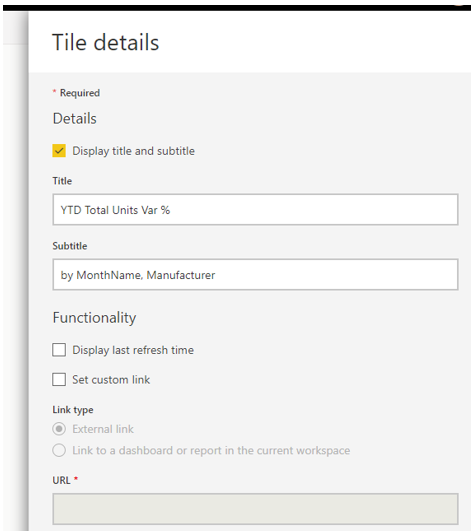 Tile details
* Required
Details
Display title and subtitle
Title
YTD Total Units Var %
Subtitle
by MonthName, Manufacturer
Functionality
Display last refresh time
Set custom link
Link type
External link
Link to a dashboard or report in the current workspace
URL *